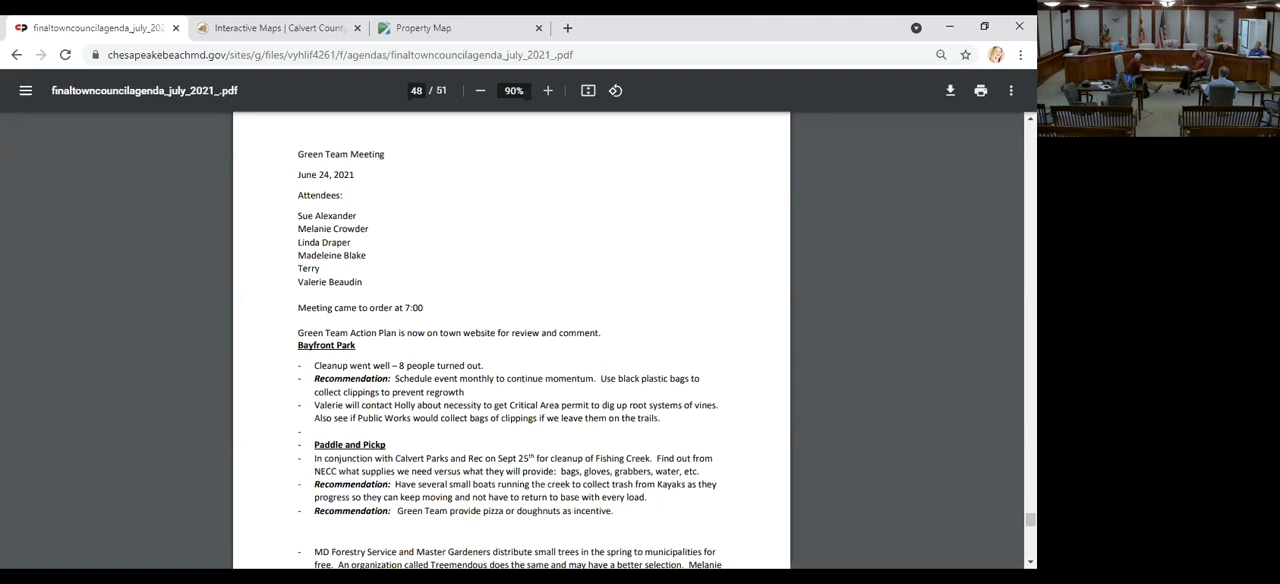 finaltowncouncilagenda_july_202
Interactive Maps | Calvert County
Property Map
chesapeakebeachmd.gov/sites/g/files/vyhlif4261/f/agendas/finaltowncouncilagenda_july_2021_.pdf
finaltowncouncilagenda_july_2021_.pdf
48 / 51
90%
Green Team Meeting
June 24, 2021
Attendees:
Sue Alexander
Melanie Crowder
Linda Draper
Madeleine Blake
Terry
Valerie Beaudin
Meeting came to order at 7:00
Green Team Action Plan is now on town website for review and comment.
Bayfront Park
- Cleanup went well – 8 people turned out.
- Recommendation: Schedule event monthly to continue momentum. Use black plastic bags to
collect clippings to prevent regrowth
- Valerie will contact Holly about necessity to get Critical Area permit to dig up root systems of vines.
Also see if Public Works would collect bags of clippings if we leave them on the trails.
-
- Paddle and Pickp
- In conjunction with Calvert Parks and Rec on Sept 25th for cleanup of Fishing Creek. Find out from
NECC what supplies we need versus what they will provide: bags, gloves, grabbers, water, etc.
- Recommendation: Have several small boats running the creek to collect trash from Kayaks as they
progress so they can keep moving and not have to return to base with every load.
- Recommendation: Green Team provide pizza or doughnuts as incentive.
- MD Forestry Service and Master Gardeners distribute small trees in the spring to municipalities for
free. An organization called Treemendous does the same and may have a better selection. Melanie